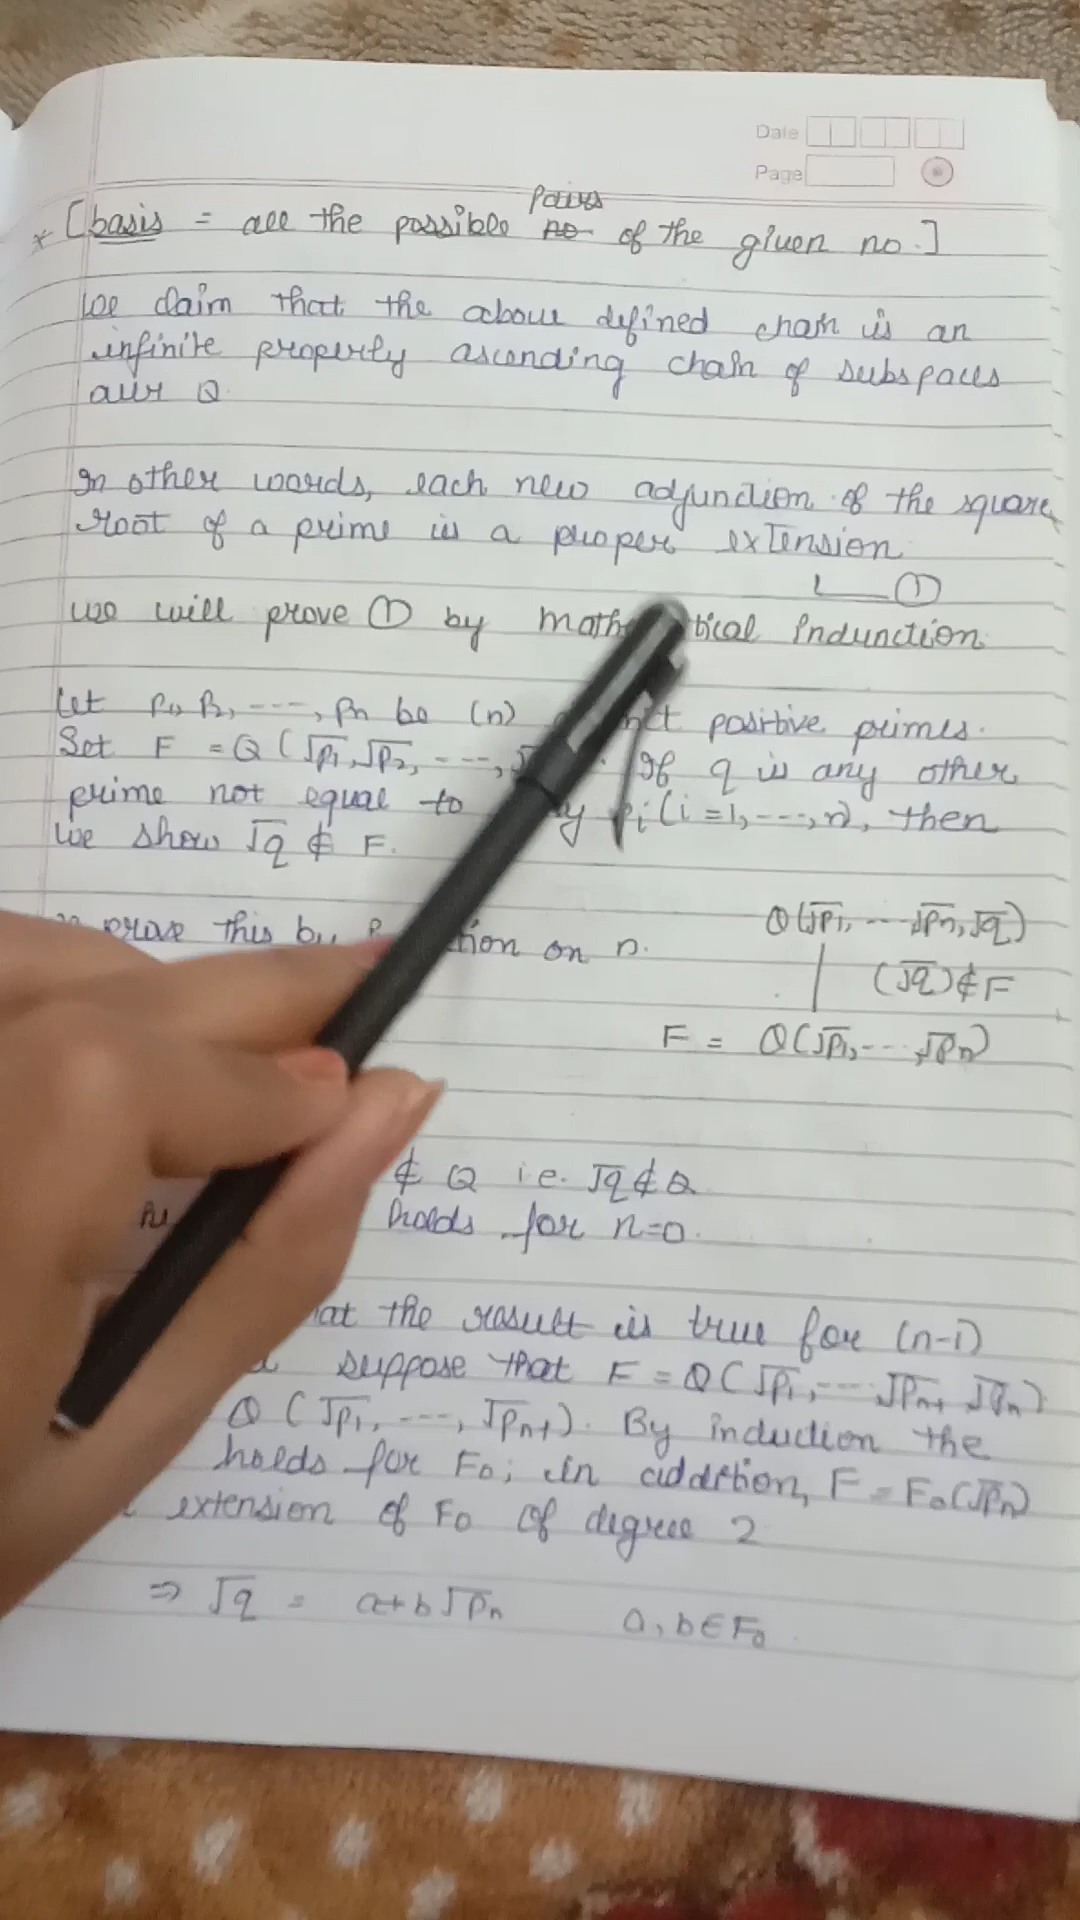 Date
Page
pairs
* [basis = all the possible no of the given no.]
we claim that the above defined chain is an
infinite properly ascending chain of subspaces
over Q.
In other words, each new adjunction of the square
root of a prime is a proper extension
①
we will prove ① by math tical Induction
Let p1, p2, ----, pn be (n) ct positive primes.
Set F = Q (√p1, √p2, ---, If q is any other
prime not equal to y pi (i=1, ---, n), then
we show √q ∉ F.
prove this by tion on n.
Q(√p1, --- √pn, √q)
(√q) ∉ F
F = Q(√p1, --- , √pn)
∉ Q i.e. √q ∉ Q
holds for n=0.
at the result is true for (n-1)
suppose that F = Q(√p1, --- √pn-1, √pn)
Q (√p1, ---, √pn-1). By induction the
holds for F0; in addition, F = F0(√pn)
extension of F0 of degree 2
⇒ √q = a+b√pn a, b ∈ F0